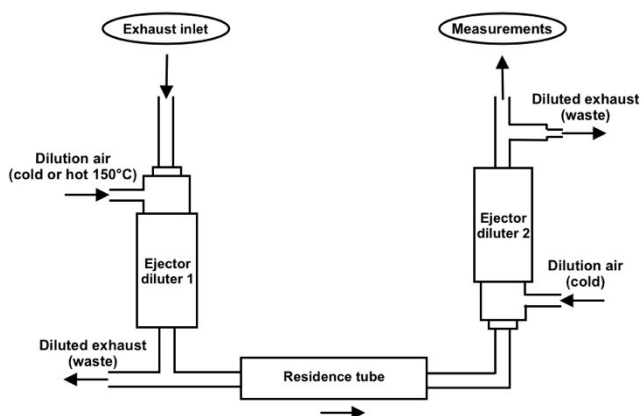 Exhaust inlet
Measurements
Diluted exhaust
(waste)
Dilution air
(cold or hot 150°C)
Ejector
diluter 2
Ejector
diluter 1
Dilution air
(cold)
Diluted exhaust
(waste)
Residence tube